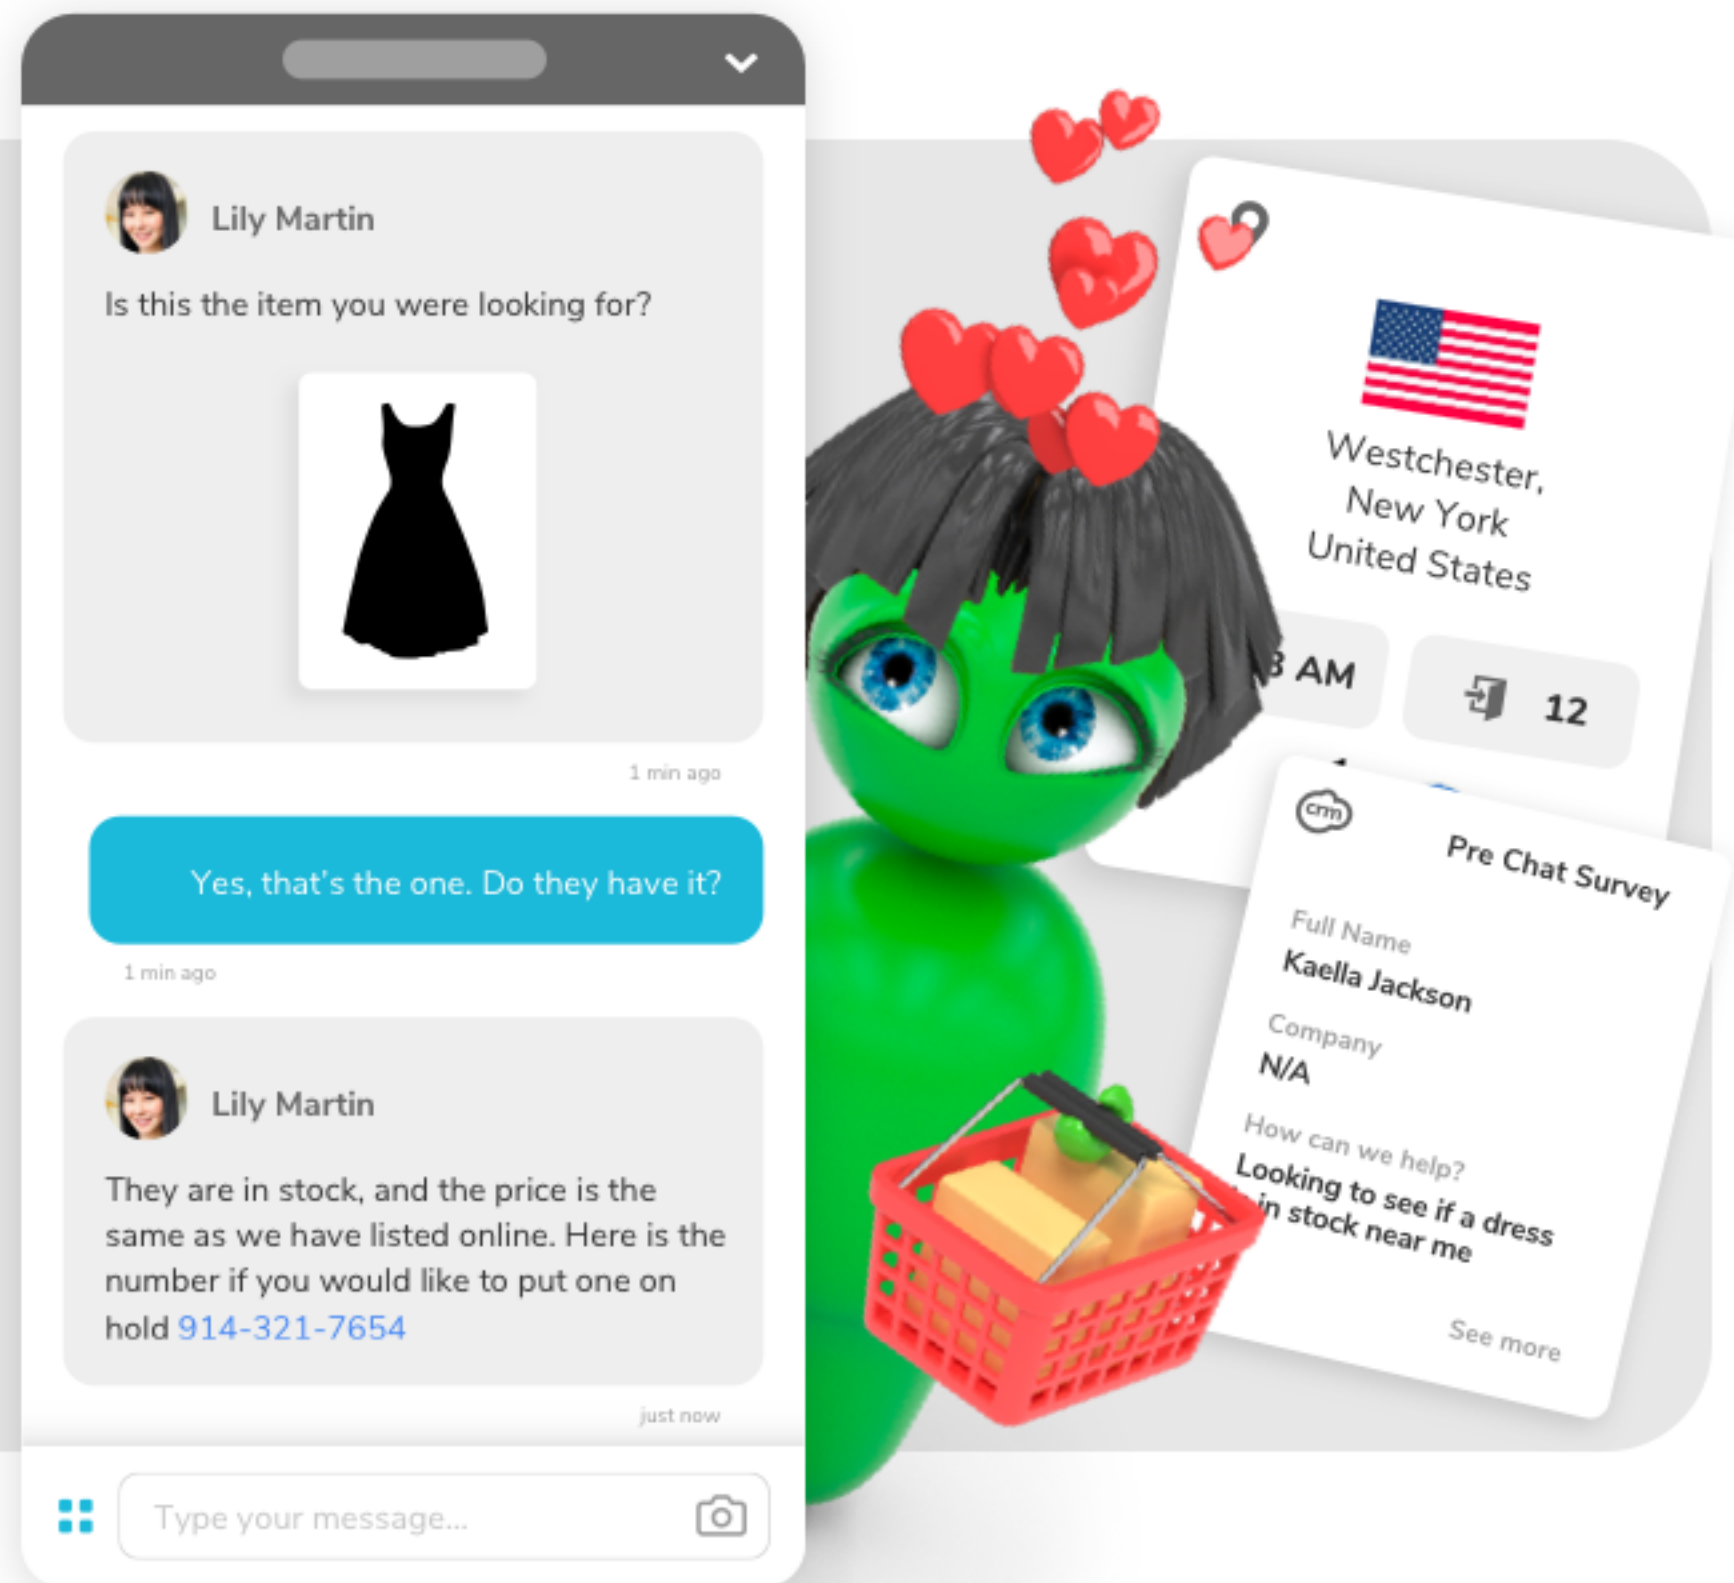 Lily Martin
Is this the item you were looking for?
1 min ago
Yes, that's the one. Do they have it?
1 min ago
Lily Martin
They are in stock, and the price is the
same as we have listed online. Here is the
number if you would like to put one on
hold 914-321-7654
just now
Type your message...
Westchester,
New York
United States
AM
12
crm
Pre Chat Survey
Full Name
Kaella Jackson
Company
N/A
How can we help?
Looking to see if a dress
in stock near me
See more